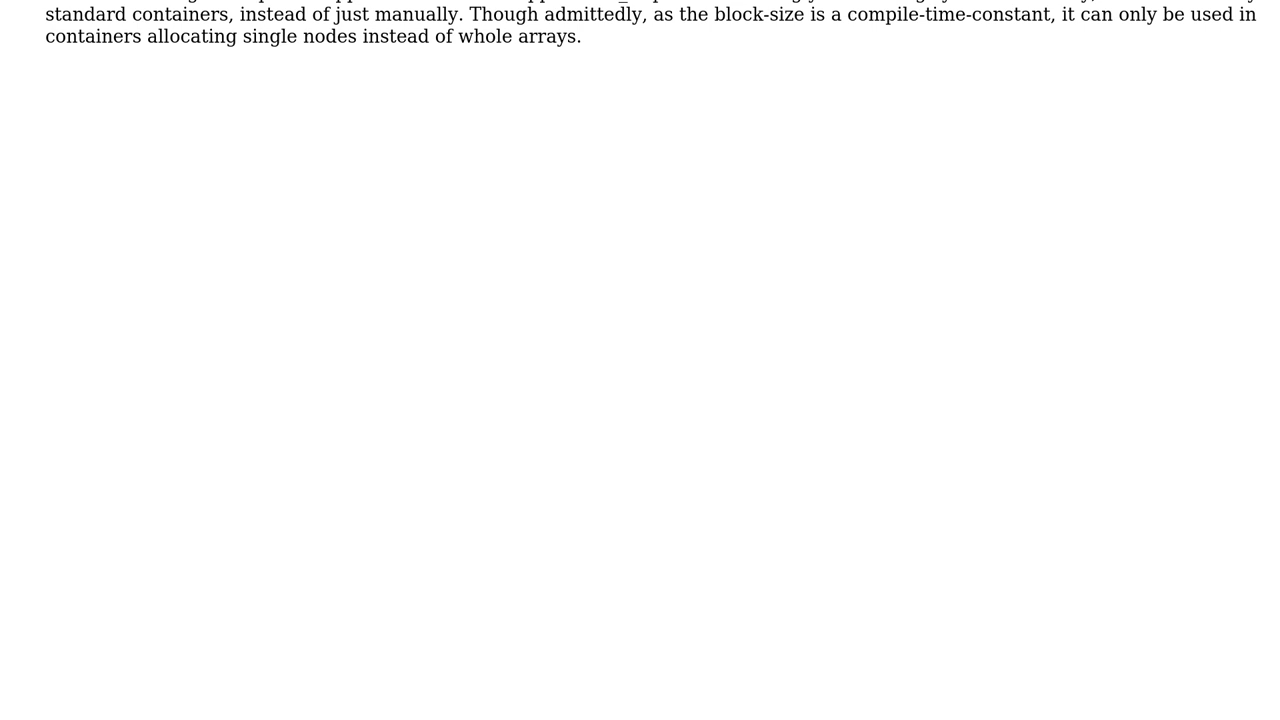 standard containers, instead of just manually. Though admittedly, as the block-size is a compile-time-constant, it can only be used in
containers allocating single nodes instead of whole arrays.